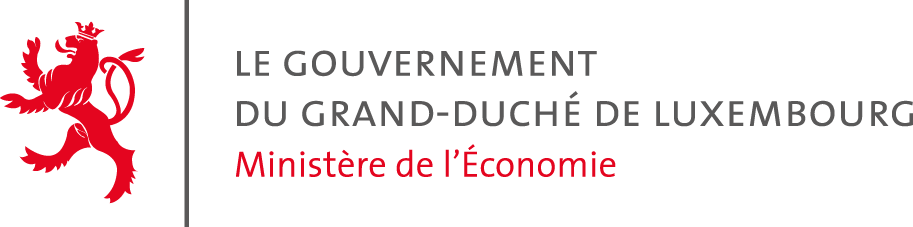 LE GOUVERNEMENT
DU GRAND-DUCHÉ DE LUXEMBOURG
Ministère de l’Économie